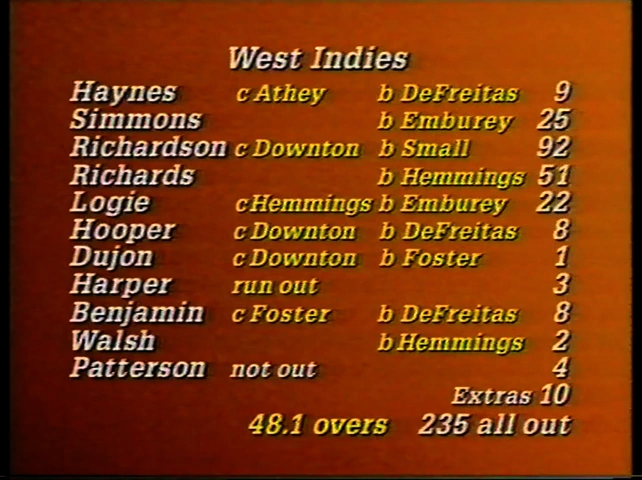 West Indies
Haynes c Athey b DeFreitas 9
Simmons b Emburey 25
Richardson c Downton b Small 92
Richards b Hemmings 51
Logie c Hemmings b Emburey 22
Hooper c Downton b DeFreitas 8
Dujon c Downton b Foster 1
Harper run out 3
Benjamin c Foster b DeFreitas 8
Walsh b Hemmings 2
Patterson not out 4
Extras 10
48.1 overs 235 all out